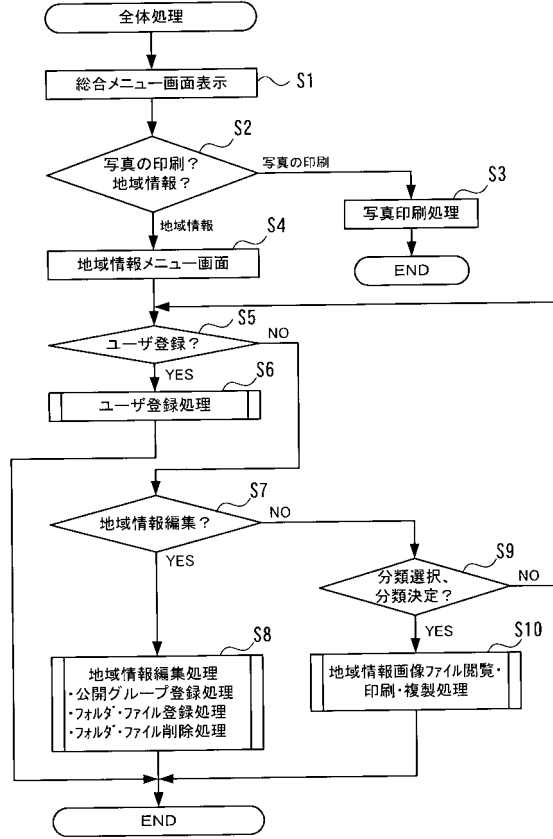 全体処理
総合メニュー画面表示
S1
S2
写真の印刷?
地域情報?
写真の印刷
S3
写真印刷処理
END
地域情報
S4
地域情報メニュー画面
S5
ユーザ登録?
NO
YES
S6
ユーザ登録処理
S7
地域情報編集?
NO
YES
S9
分類選択、
分類決定?
NO
YES
S8
地域情報編集処理
・公開グループ登録処理
・フォルダ・ファイル登録処理
・フォルダ・ファイル削除処理
S10
地域情報画像ファイル閲覧・
印刷・複製処理
END